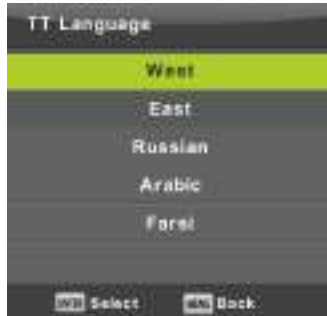 TT Language
West
East
Russian
Arabic
Farsi
Select Back